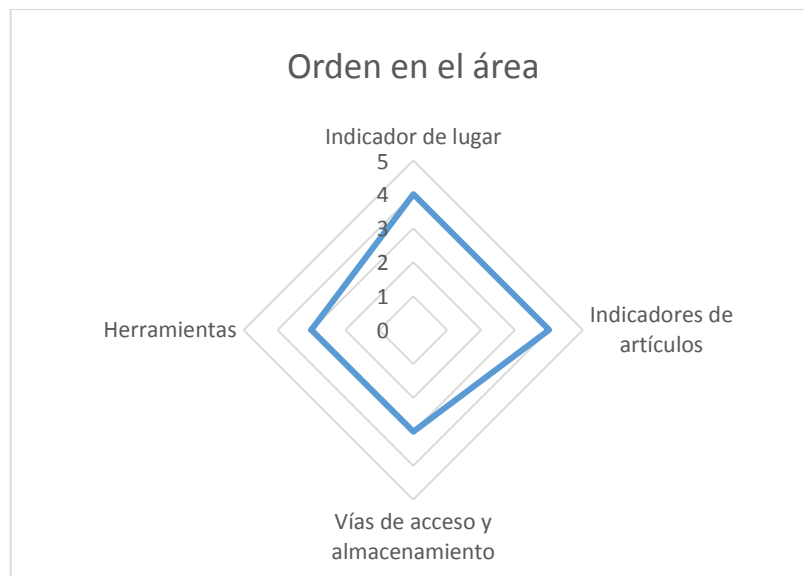 Orden en el área
Indicador de lugar
5
4
3
2
1
0
Herramientas
Indicadores de
artículos
Vías de acceso y
almacenamiento